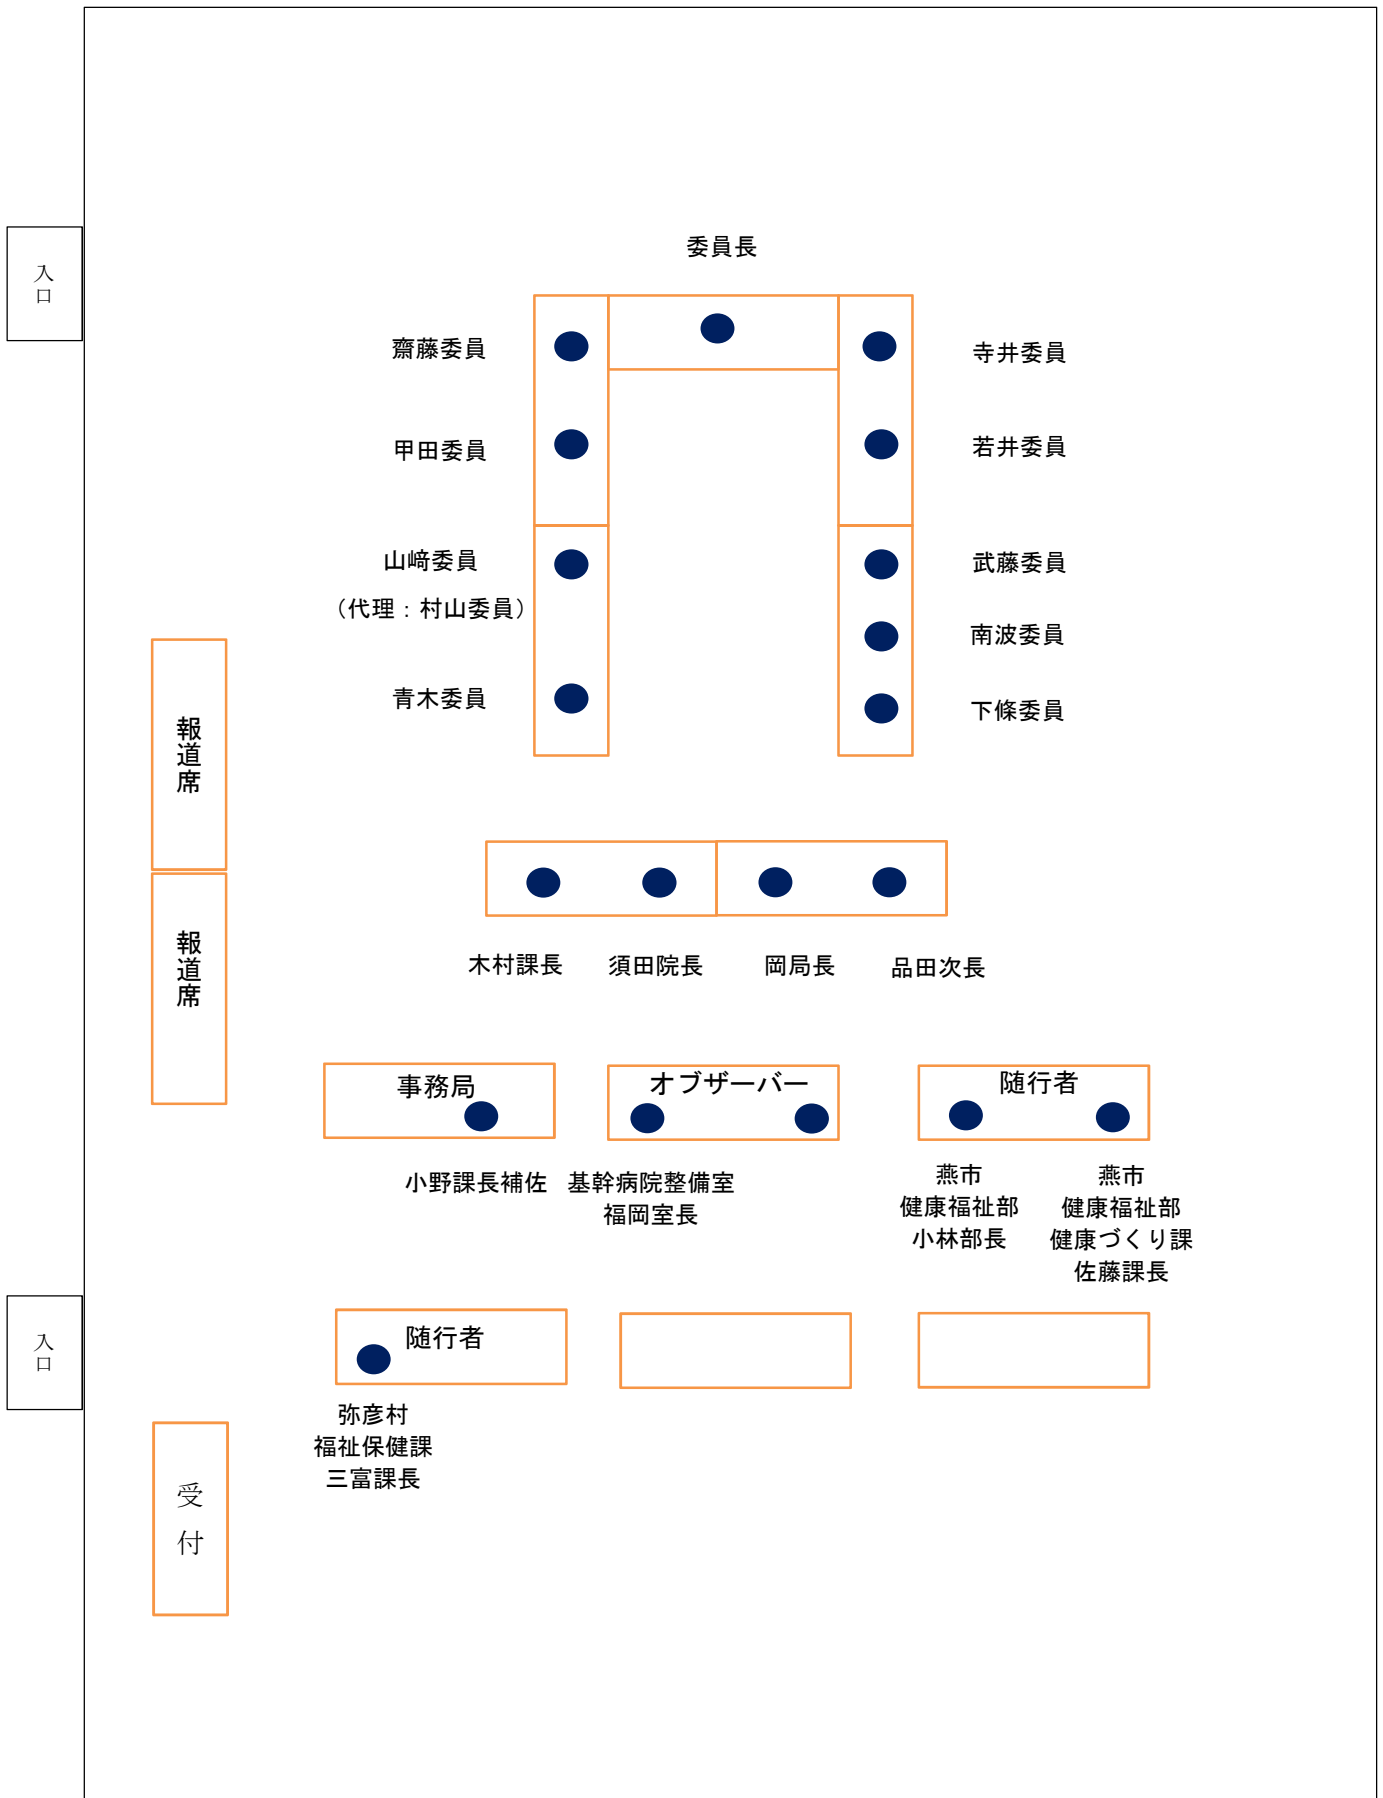 委員長
入口
齋藤委員
寺井委員
甲田委員
若井委員
山﨑委員
（代理：村山委員）
武藤委員
南波委員
青木委員
下條委員
報道席
報道席
木村課長
須田院長
岡局長
品田次長
事務局
オブザーバー
随行者
小野課長補佐
基幹病院整備室
福岡室長
燕市
健康福祉部
小林部長
燕市
健康福祉部
健康づくり課
佐藤課長
入口
随行者
弥彦村
福祉保健課
三富課長
受付